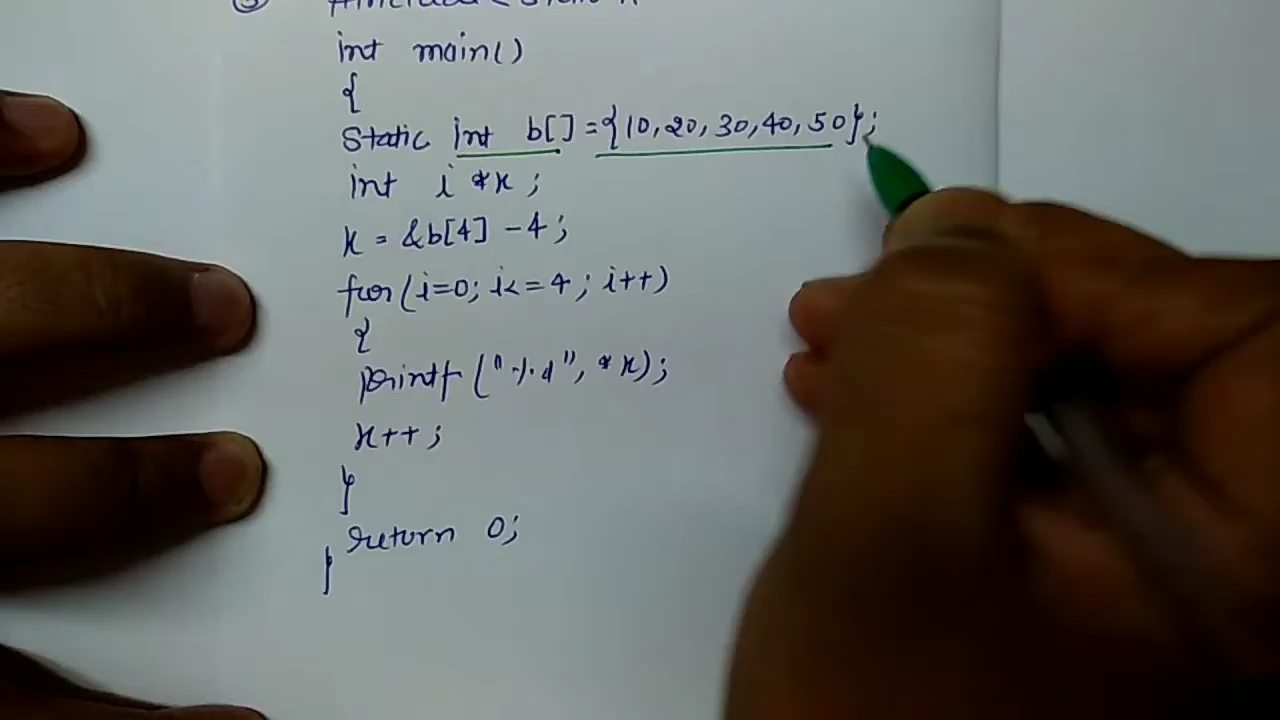 int main()
{
Static int b[] = {10,20,30,40,50};
int i *x ;
x = &b[4] -4;
for(i=0; i<=4; i++)
{
printf("%d", *x);
x++;
}
return 0;
}